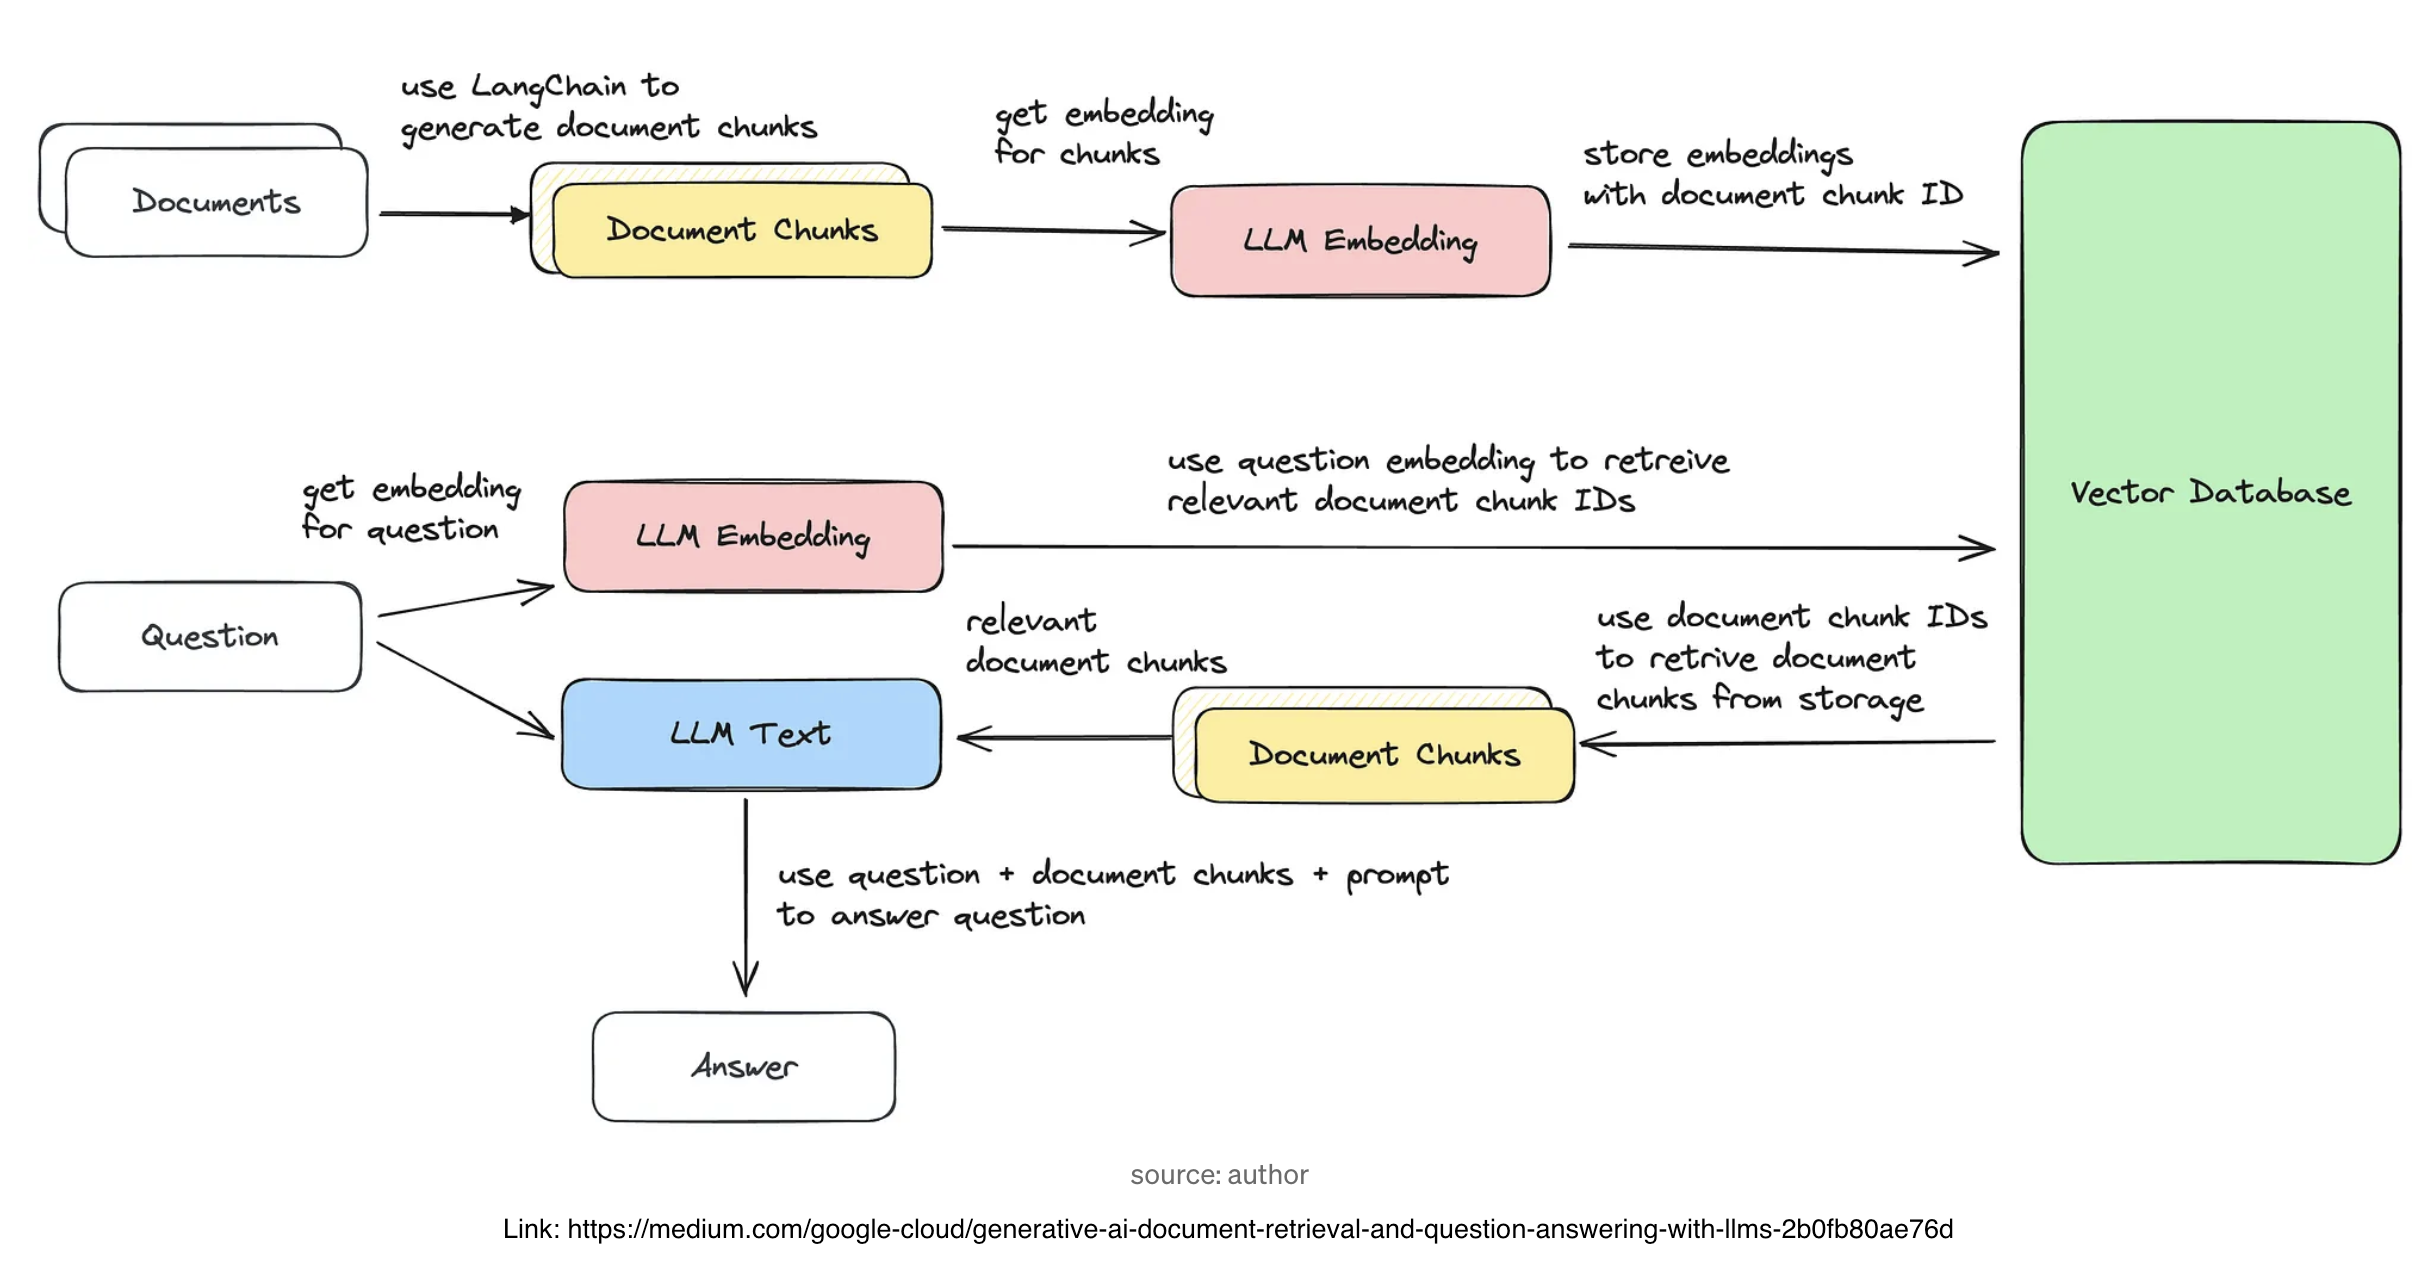 use LangChain to
generate document chunks
Documents
Document Chunks
get embedding
for chunks
LLM Embedding
store embeddings
with document chunk ID
Vector Database
get embedding
for question
Question
LLM Embedding
use question embedding to retreive
relevant document chunk IDs
use document chunk IDs
to retrive document
chunks from storage
Document Chunks
relevant
document chunks
LLM Text
use question + document chunks + prompt
to answer question
Answer
source: author
Link: https://medium.com/google-cloud/generative-ai-document-retrieval-and-question-answering-with-llms-2b0fb80ae76d